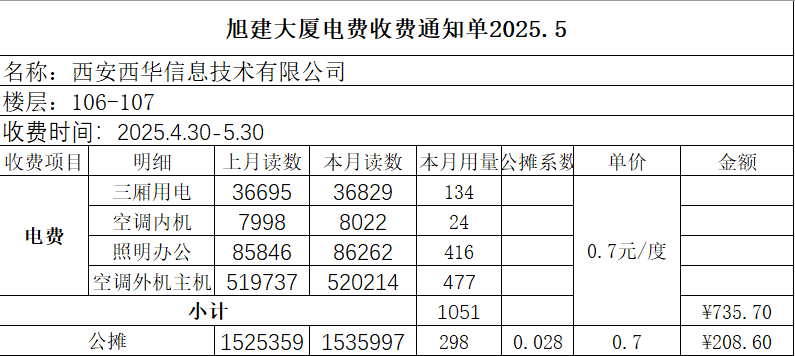 旭建大厦电费收费通知单2025.5
名称：西安西华信息技术有限公司
楼层：106-107
收费时间：2025.4.30-5.30
收费项目 明细 上月读数 本月读数 本月用量 公摊系数 单价 金额
电费 三厢用电 36695 36829 134 0.7元/度
空调内机 7998 8022 24
照明办公 85846 86262 416
空调外机主机 519737 520214 477
小计 1051 ¥735.70
公摊 1525359 1535997 298 0.028 0.7 ¥208.60